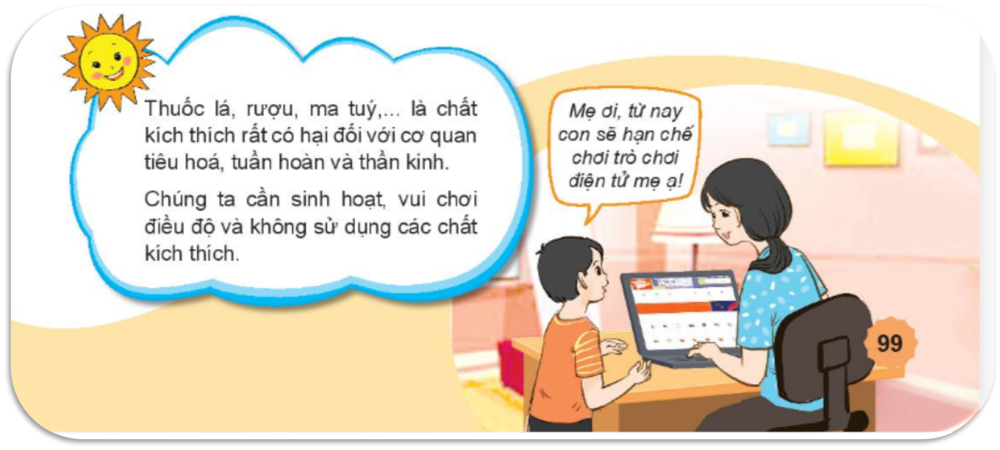 Thuốc lá, rượu, ma tuý,... là chất
kích thích rất có hại đối với cơ quan
tiêu hoá, tuần hoàn và thần kinh.
Chúng ta cần sinh hoạt, vui chơi
điều độ và không sử dụng các chất
kích thích.
Mẹ ơi, từ nay
con sẽ hạn chế
chơi trò chơi
điện tử mẹ ạ!
99